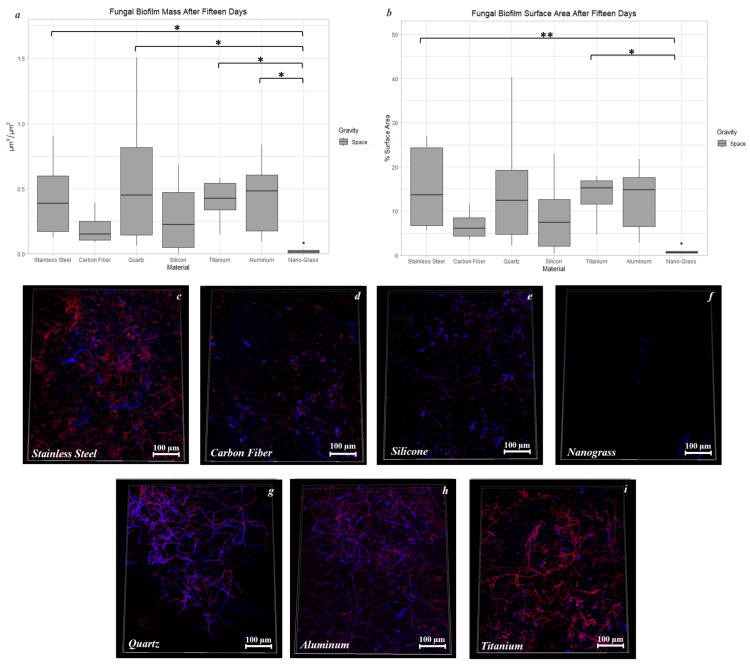 a
Fungal Biofilm Mass After Fifteen Days
*
*
*
*
1.5
1.0
0.5
0.0
µm³ / µm²
Stainless Steel
Carbon Fiber
Quartz
Silicon
Titanium
Aluminum
Nano-Grass
Material
Gravity
Space
b
Fungal Biofilm Surface Area After Fifteen Days
**
*
50
40
30
20
10
0
% Surface Area
Stainless Steel
Carbon Fiber
Quartz
Silicon
Titanium
Aluminum
Nano-Grass
Material
Gravity
Space
c
Stainless Steel
100 µm
d
Carbon Fiber
100 µm
e
Silicone
100 µm
f
Nanograss
100 µm
g
Quartz
100 µm
h
Aluminum
100 µm
i
Titanium
100 µm